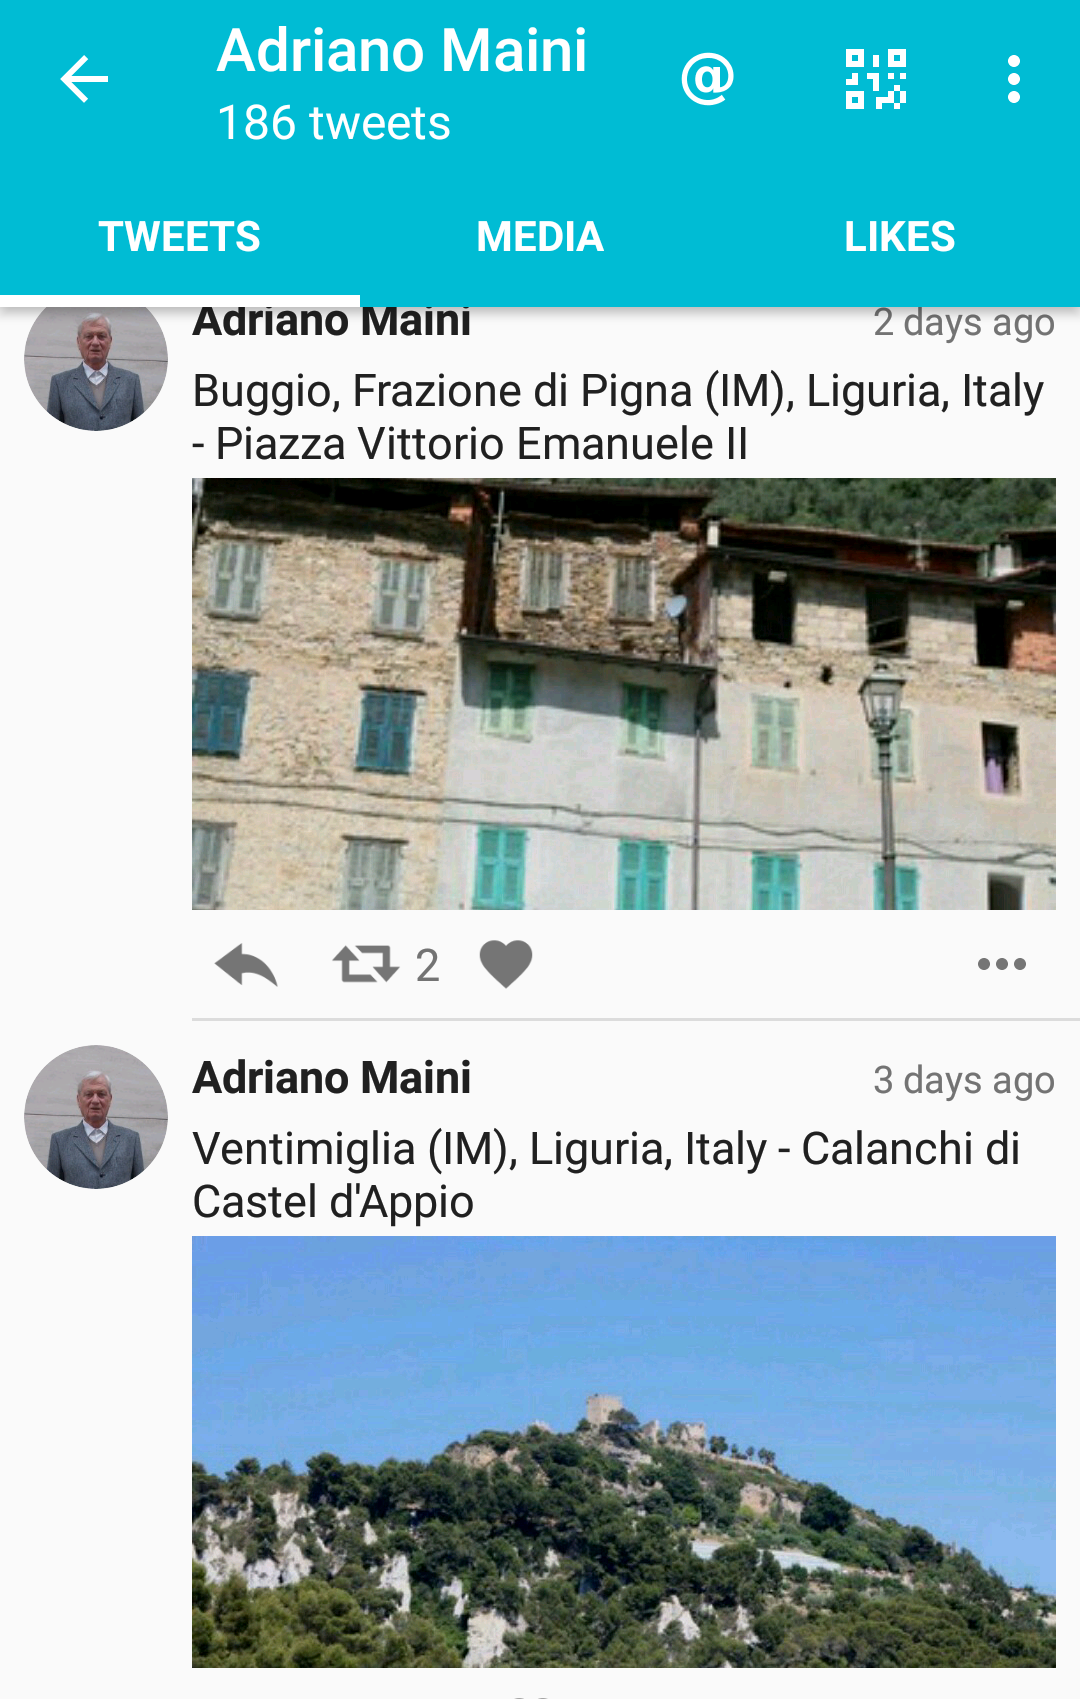 Adriano Maini
@
186 tweets
TWEETS
MEDIA
LIKES
Adriano Maini
2 days ago
Buggio, Frazione di Pigna (IM), Liguria, Italy
- Piazza Vittorio Emanuele II
2
Adriano Maini
3 days ago
Ventimiglia (IM), Liguria, Italy - Calanchi di
Castel d'Appio